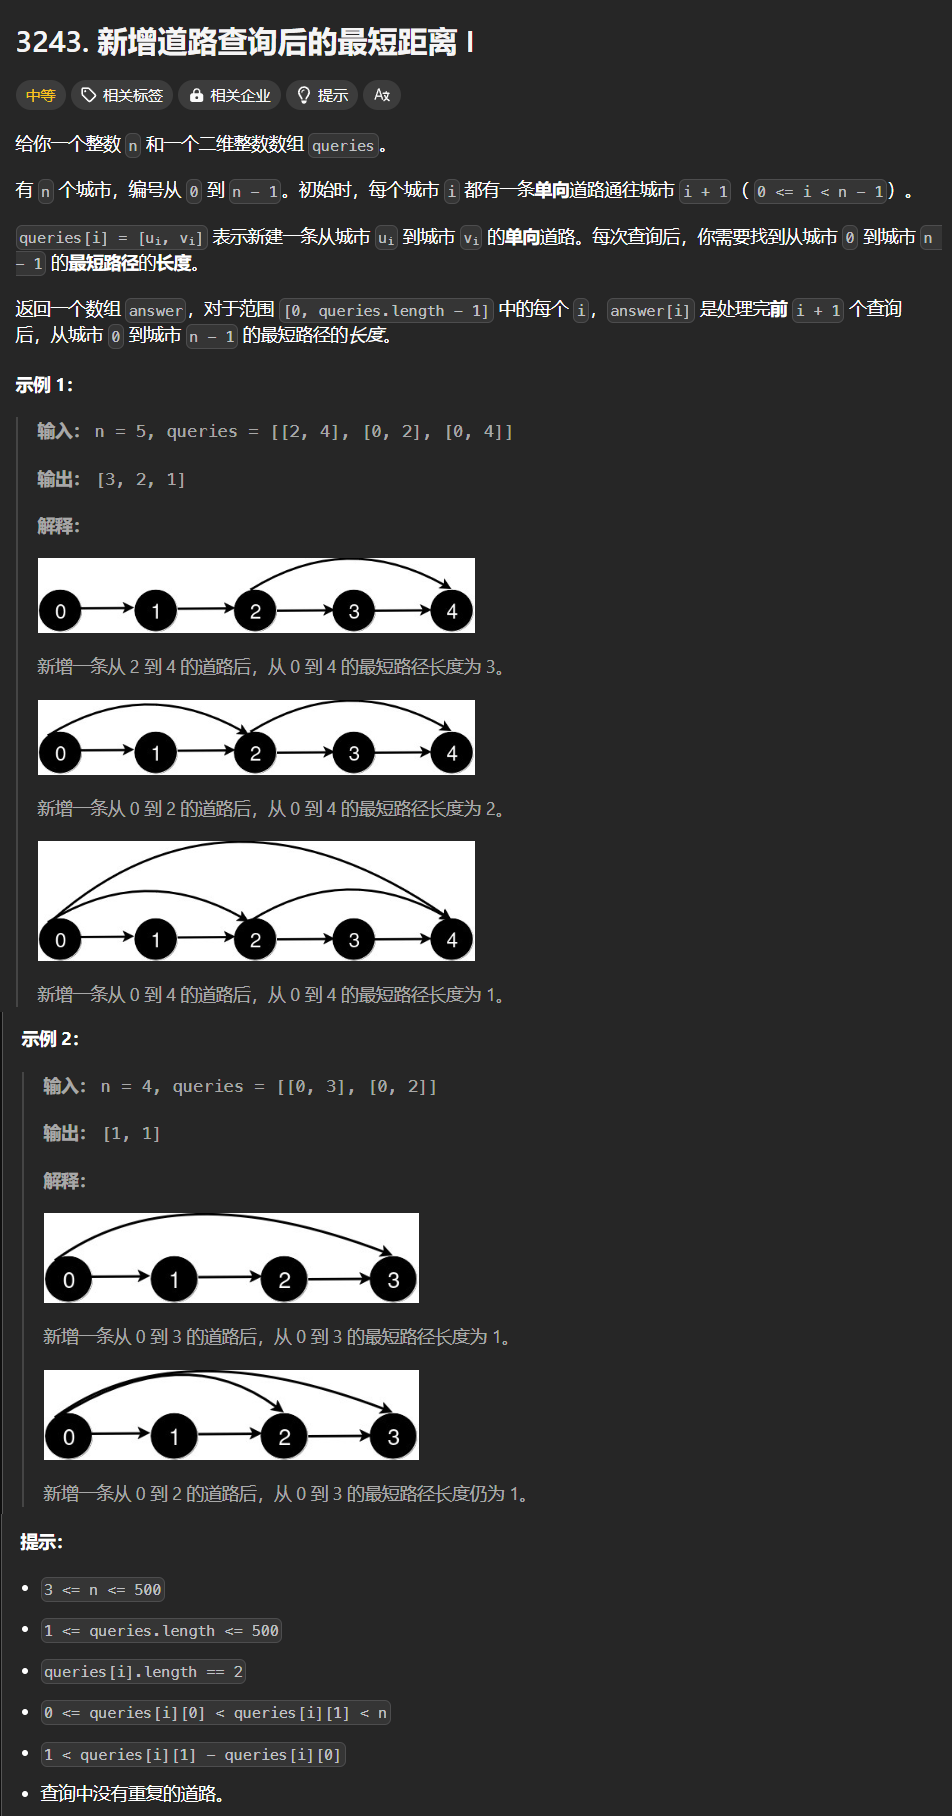 3243. 新增道路查询后的最短距离 I
中等 相关标签 相关企业 提示 A文
给你一个整数 n 和一个二维整数数组 queries。
有 n 个城市，编号从 0 到 n - 1。初始时，每个城市 i 都有一条单向道路通往城市 i + 1（ 0 <= i < n - 1）。
queries[i] = [uᵢ, vᵢ] 表示新建一条从城市 uᵢ 到城市 vᵢ 的单向道路。每次查询后，你需要找到从城市 0 到城市 n
- 1 的最短路径的长度。
返回一个数组 answer，对于范围 [0, queries.length - 1] 中的每个 i，answer[i] 是处理完前 i + 1 个查询
后，从城市 0 到城市 n - 1 的最短路径的长度。
示例 1：
输入： n = 5, queries = [[2, 4], [0, 2], [0, 4]]
输出： [3, 2, 1]
解释：
0 1 2 3 4
新增一条从 2 到 4 的道路后，从 0 到 4 的最短路径长度为 3。
0 1 2 3 4
新增一条从 0 到 2 的道路后，从 0 到 4 的最短路径长度为 2。
0 1 2 3 4
新增一条从 0 到 4 的道路后，从 0 到 4 的最短路径长度为 1。
示例 2：
输入： n = 4, queries = [[0, 3], [0, 2]]
输出： [1, 1]
解释：
0 1 2 3
新增一条从 0 到 3 的道路后，从 0 到 3 的最短路径长度为 1。
0 1 2 3
新增一条从 0 到 2 的道路后，从 0 到 3 的最短路径长度仍为 1。
提示：
• 3 <= n <= 500
• 1 <= queries.length <= 500
• queries[i].length == 2
• 0 <= queries[i][0] < queries[i][1] < n
• 1 < queries[i][1] - queries[i][0]
• 查询中没有重复的道路。